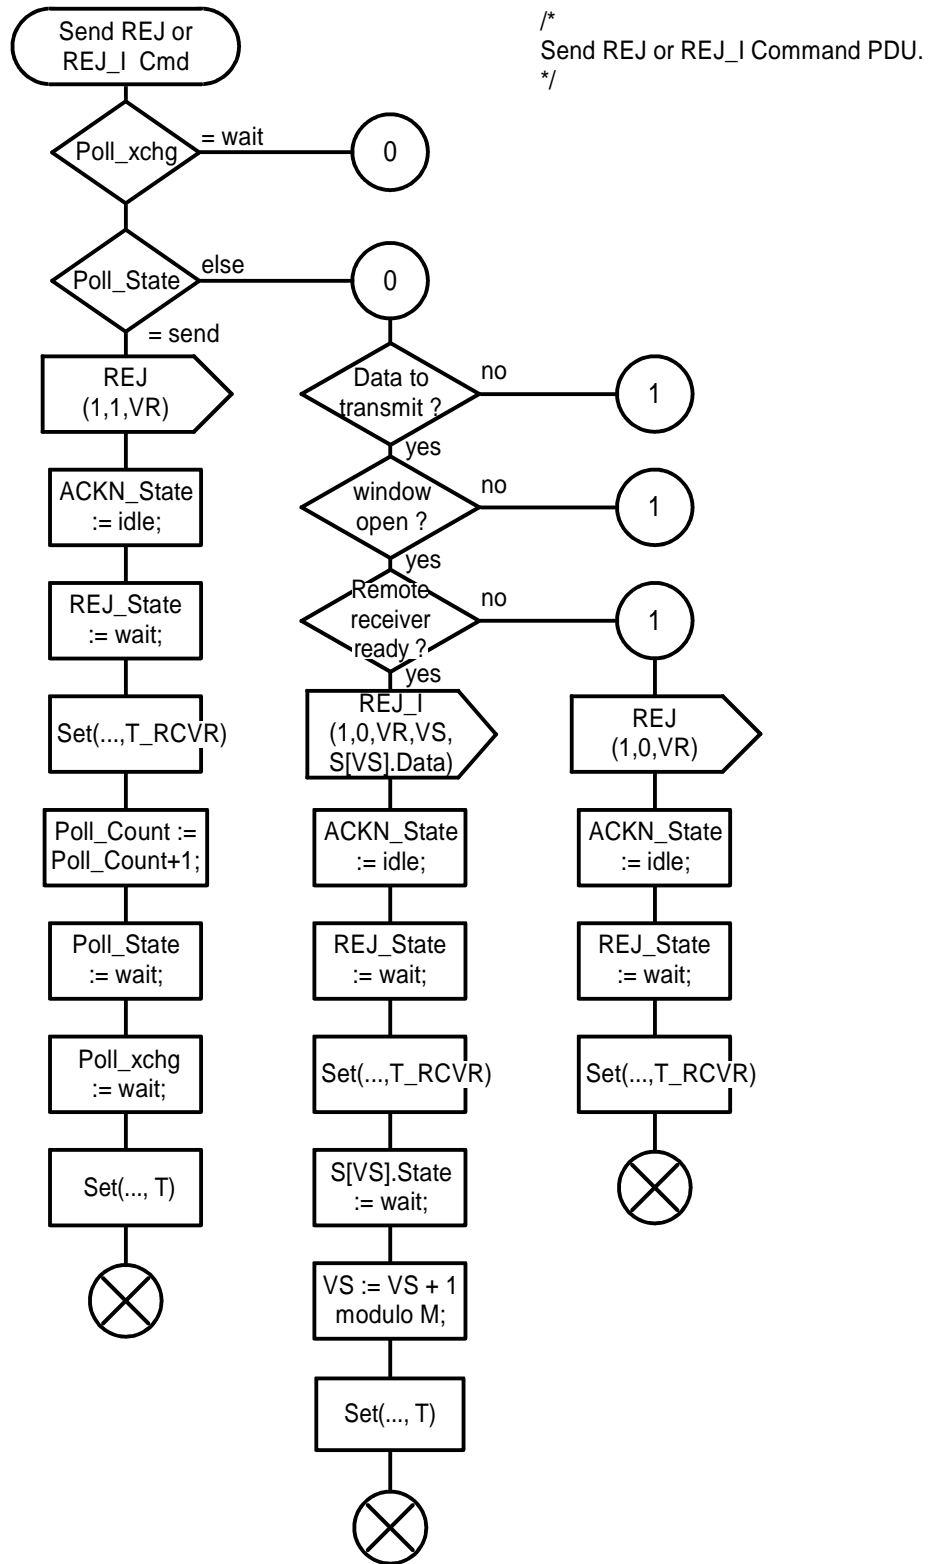 Send REJ or
REJ_I Cmd
/*
Send REJ or REJ_I Command PDU.
*/
Poll_xchg
= wait
0
Poll_State
else
0
= send
REJ
(1,1,VR)
ACKN_State
:= idle;
REJ_State
:= wait;
Set(...,T_RCVR)
Poll_Count :=
Poll_Count+1;
Poll_State
:= wait;
Poll_xchg
:= wait;
Set(..., T)
Data to
transmit ?
no
1
yes
window
open ?
no
1
yes
Remote
receiver
ready ?
no
1
yes
REJ_I
(1,0,VR,VS,
S[VS].Data)
ACKN_State
:= idle;
REJ_State
:= wait;
Set(...,T_RCVR)
S[VS].State
:= wait;
VS := VS + 1
modulo M;
Set(..., T)
REJ
(1,0,VR)
ACKN_State
:= idle;
REJ_State
:= wait;
Set(...,T_RCVR)